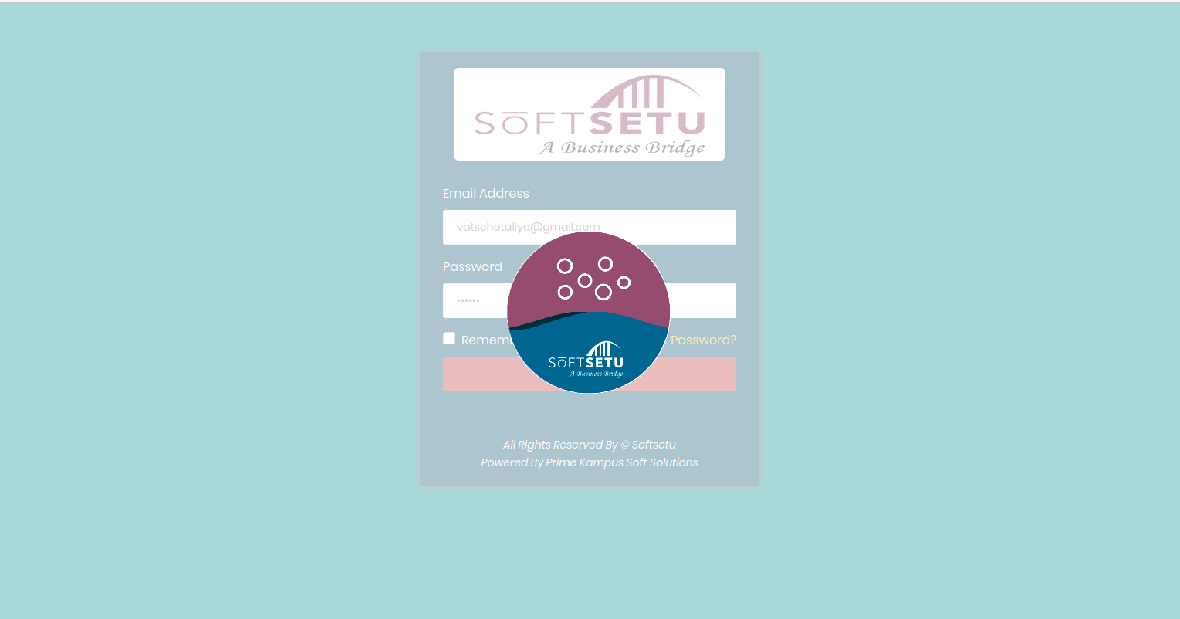 SOFTSETU
A Business Bridge
Email Address
vatschotaliya@gmail.com
Password
••••••
Remem
Password?
SOFTSETU
A Business Bridge
All Rights Reserved By © Softsetu
Powered By Prime Kampus Soft Solutions